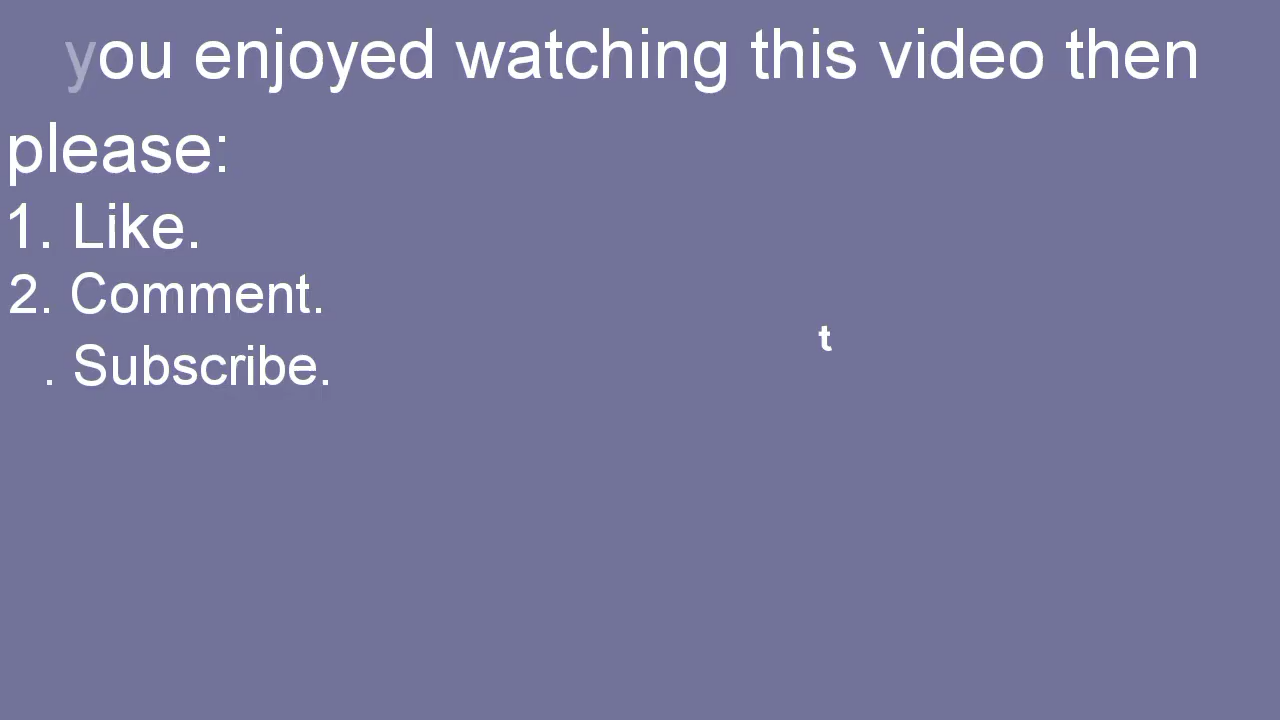 you enjoyed watching this video then
please:
1. Like.
2. Comment.
. Subscribe.
t